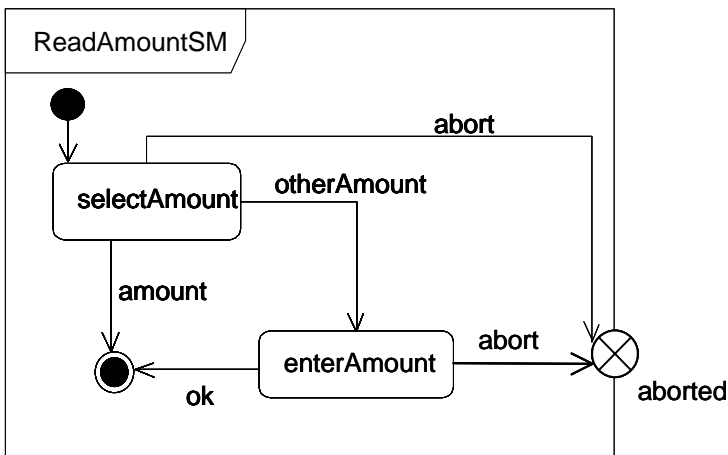 ReadAmountSM
abort
selectAmount
otherAmount
amount
enterAmount
abort
ok
aborted